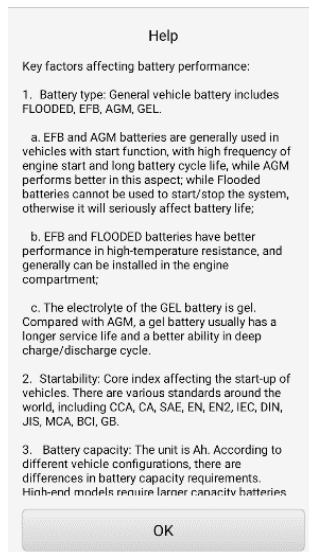 Help
Key factors affecting battery performance:
1. Battery type: General vehicle battery includes
FLOODED, EFB, AGM, GEL.
a. EFB and AGM batteries are generally used in
vehicles with start function, with high frequency of
engine start and long battery cycle life, while AGM
performs better in this aspect; while Flooded
batteries cannot be used to start/stop the system,
otherwise it will seriously affect battery life;
b. EFB and FLOODED batteries have better
performance in high-temperature resistance, and
generally can be installed in the engine
compartment;
c. The electrolyte of the GEL battery is gel.
Compared with AGM, a gel battery usually has a
longer service life and a better ability in deep
charge/discharge cycle.
2. Startability: Core index affecting the start-up of
vehicles. There are various standards around the
world, including CCA, CA, SAE, EN, EN2, IEC, DIN,
JIS, MCA, BCI, GB.
3. Battery capacity: The unit is Ah. According to
different vehicle configurations, there are
differences in battery capacity requirements.
High-end models require larger capacity batteries
OK